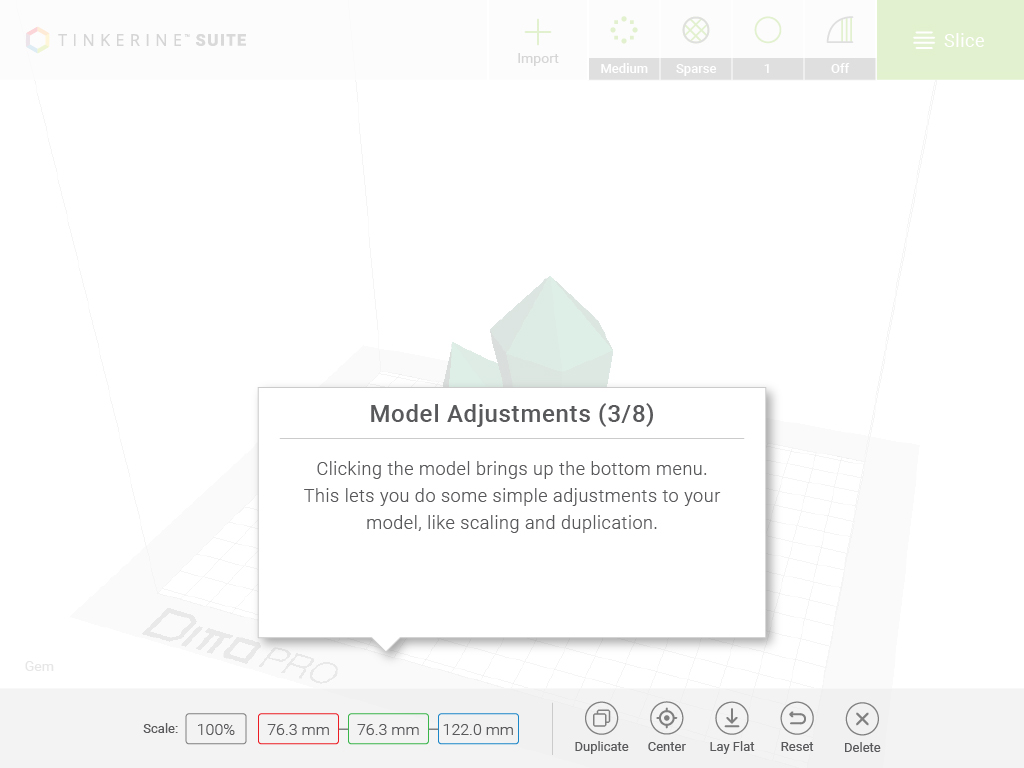 TINKERINE™ SUITE
Import
Medium
Sparse
1
Off
Slice
Model Adjustments (3/8)
Clicking the model brings up the bottom menu.
This lets you do some simple adjustments to your
model, like scaling and duplication.
DITTO PRO
Gem
Scale:
100%
76.3 mm
76.3 mm
122.0 mm
Duplicate
Center
Lay Flat
Reset
Delete